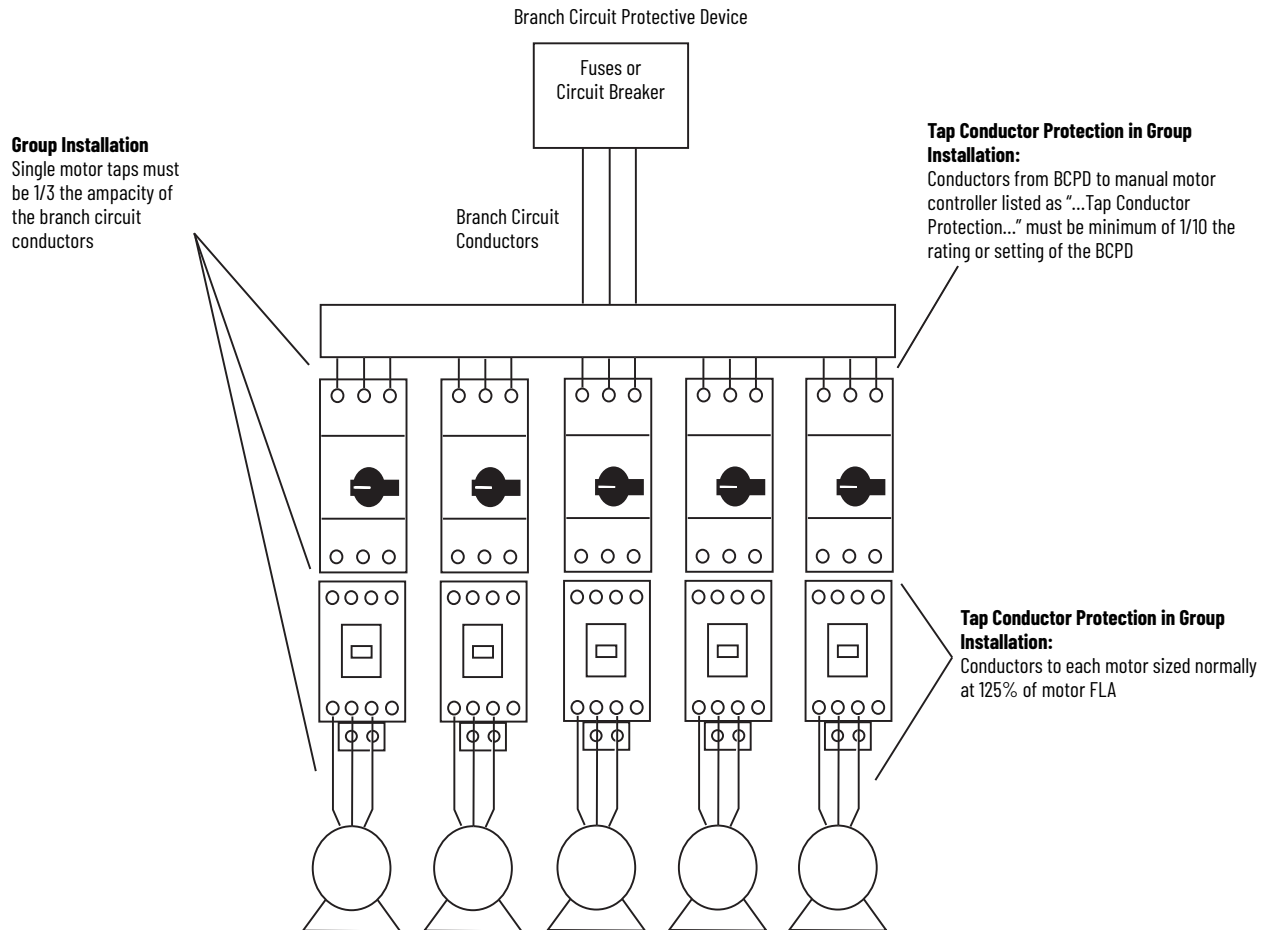 Branch Circuit Protective Device
Fuses or
Circuit Breaker
Group Installation
Single motor taps must
be 1/3 the ampacity of
the branch circuit
conductors
Branch Circuit
Conductors
Tap Conductor Protection in Group
Installation:
Conductors from BCPD to manual motor
controller listed as “...Tap Conductor
Protection...” must be minimum of 1/10 the
rating or setting of the BCPD
Tap Conductor Protection in Group
Installation:
Conductors to each motor sized normally
at 125% of motor FLA